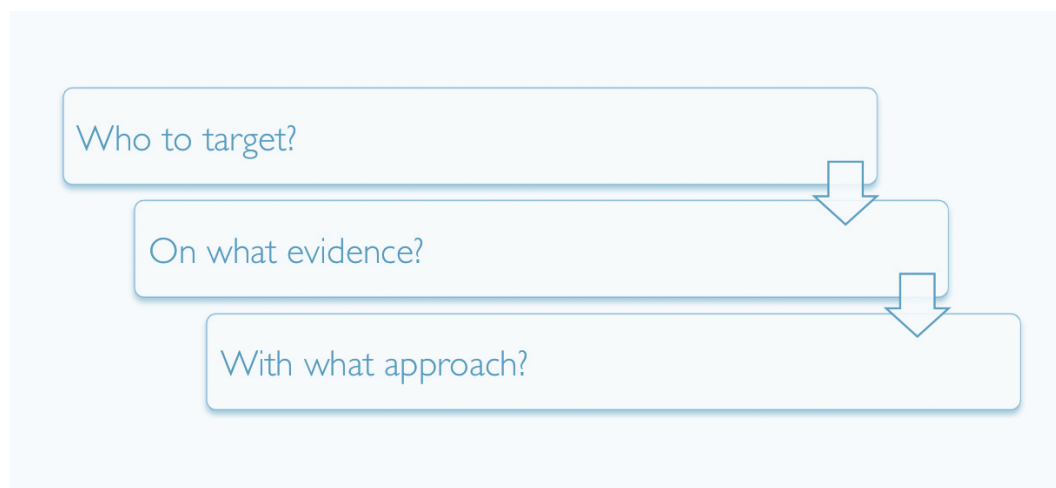 Who to target?
On what evidence?
With what approach?